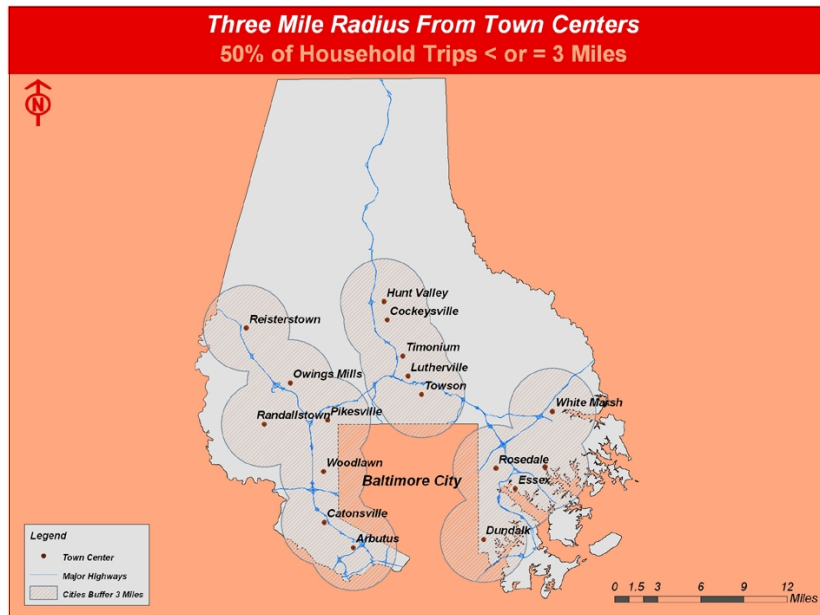 Three Mile Radius From Town Centers
50% of Household Trips < or = 3 Miles
N
Hunt Valley
Cockeysville
Reisterstown
Timonium
Lutherville
Owings Mills
Towson
White Marsh
Randallstown
Pikesville
Woodlawn
Rosedale
Baltimore City
Essex
Catonsville
Dundalk
Arbutus
Legend
Town Center
Major Highways
Cities Buffer 3 Miles
0 1.5 3 6 9 12
Miles